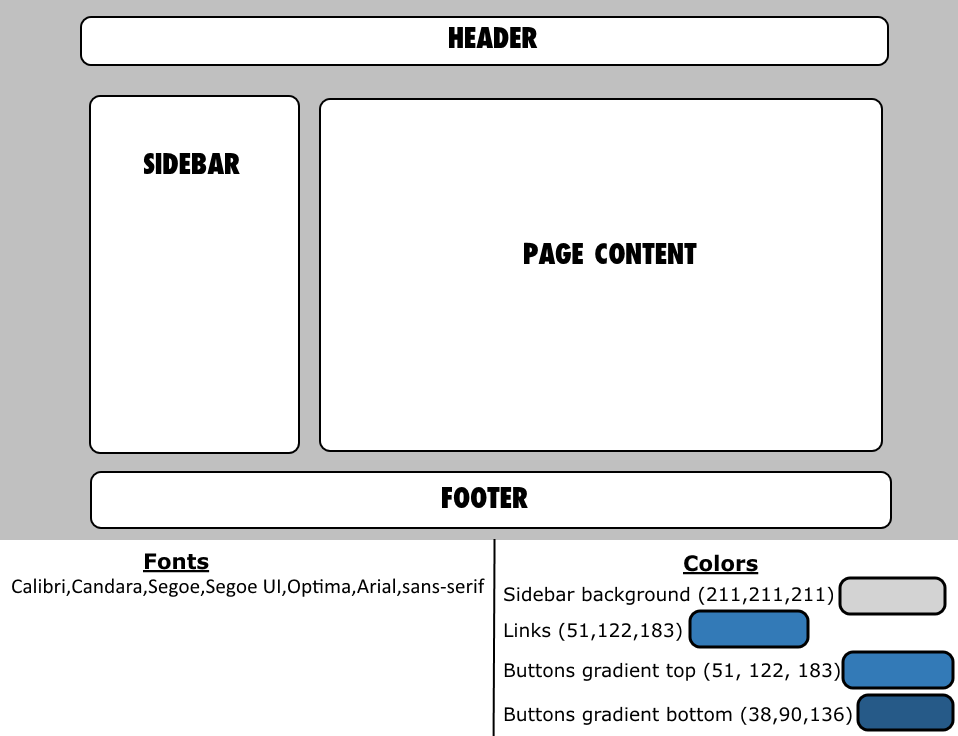 HEADER
SIDEBAR
PAGE CONTENT
FOOTER
Fonts
Calibri,Candara,Segoe,Segoe UI,Optima,Arial,sans-serif
Colors
Sidebar background (211,211,211)
Links (51,122,183)
Buttons gradient top (51, 122, 183)
Buttons gradient bottom (38,90,136)